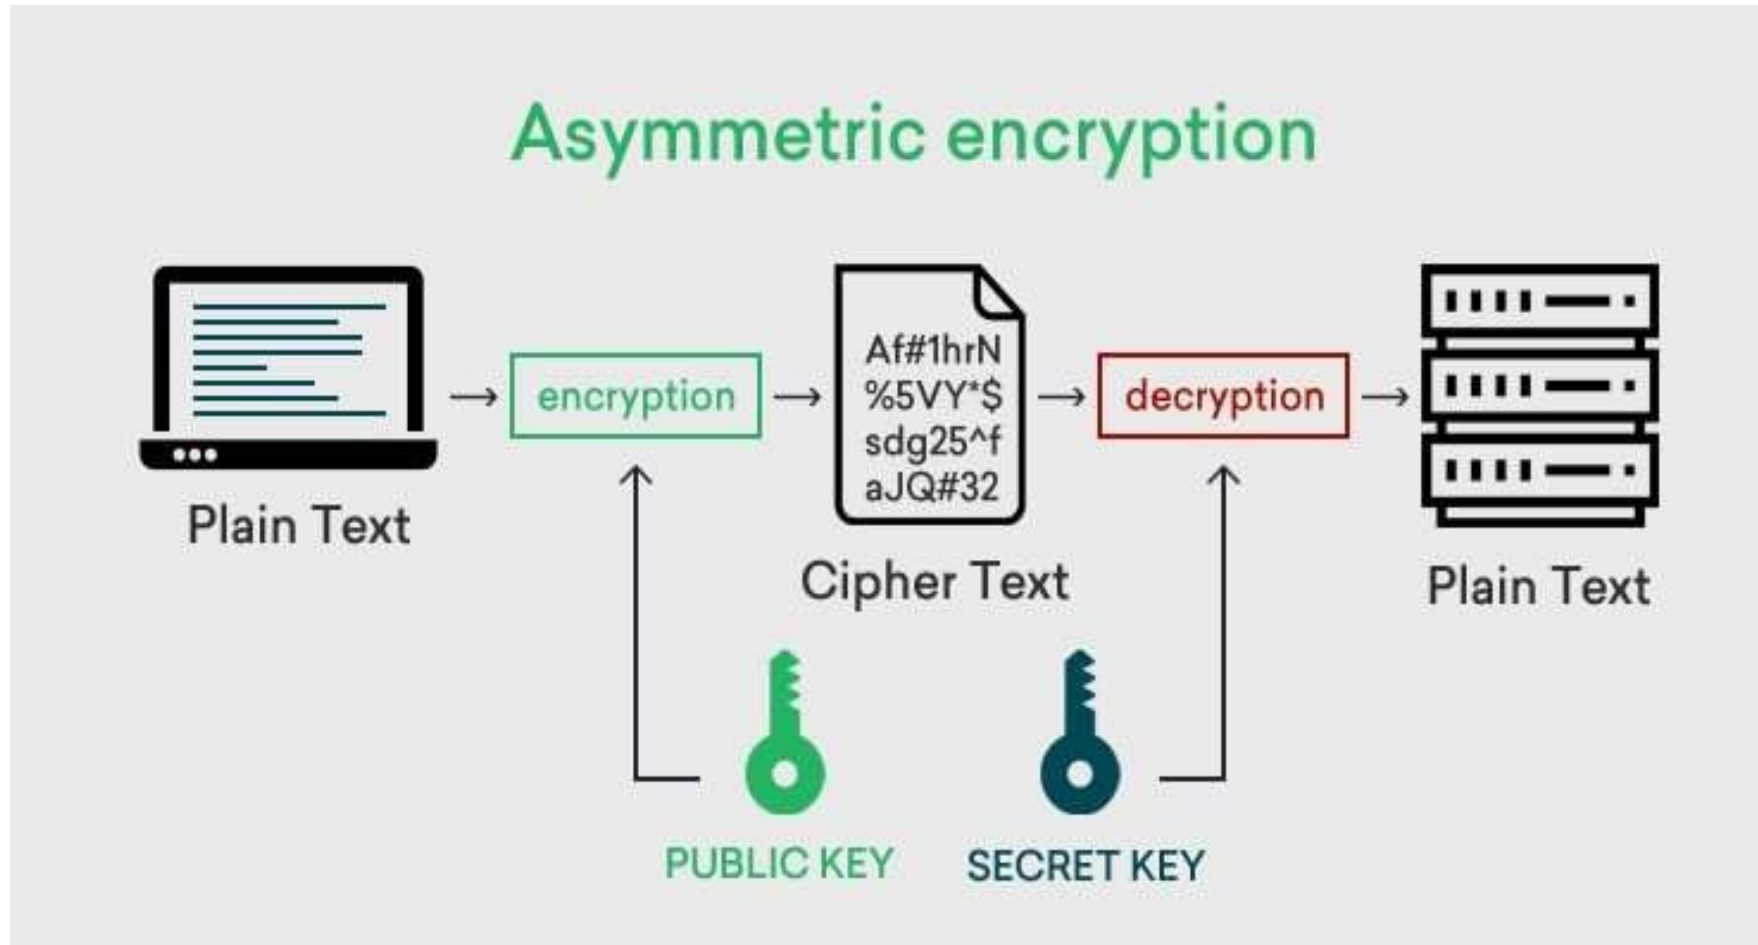 Asymmetric encryption
Plain Text
encryption
Af#1hrN
%5VY*$
sdg25^f
aJQ#32
Cipher Text
decryption
Plain Text
PUBLIC KEY
SECRET KEY